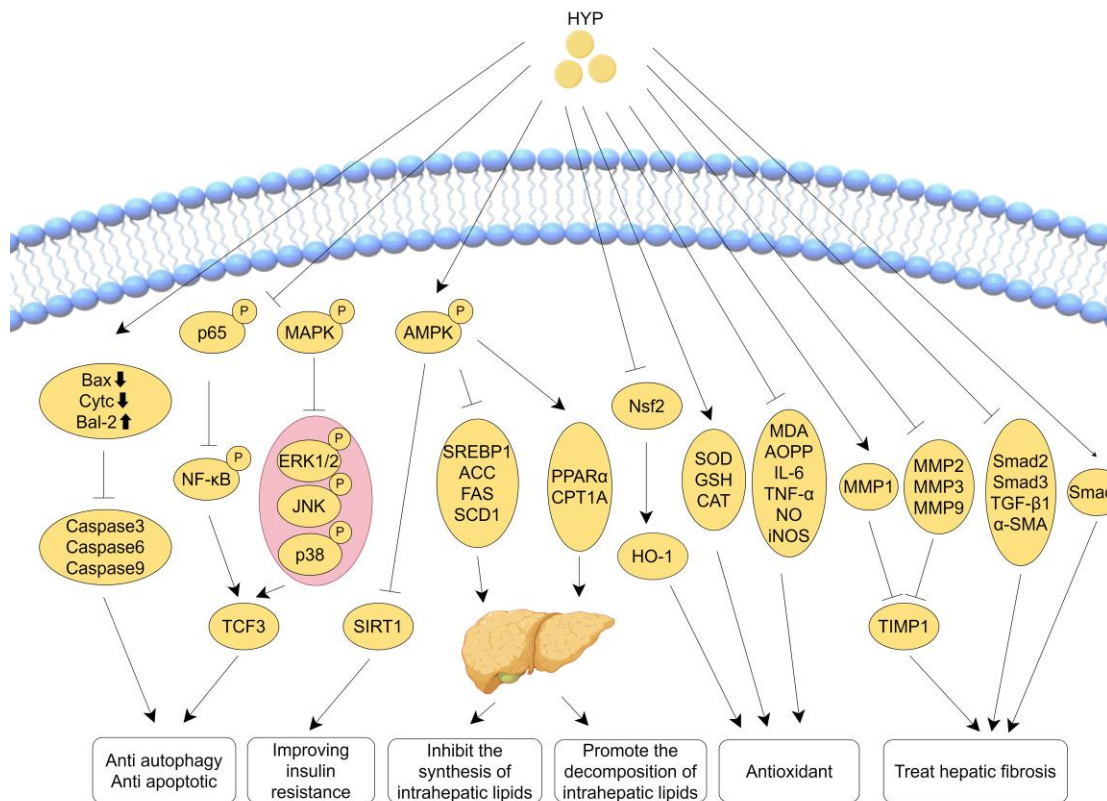 HYP
p65
P
MAPK
P
AMPK
P
Bax
Cytc
Bal-2
NF-κB
P
ERK1/2
P
JNK
P
p38
P
SREBP1
ACC
FAS
SCD1
PPARα
CPT1A
Nsf2
HO-1
SOD
GSH
CAT
MDA
AOPP
IL-6
TNF-α
NO
iNOS
MMP1
MMP2
MMP3
MMP9
Smad2
Smad3
TGF-β1
α-SMA
Smad
Caspase3
Caspase6
Caspase9
TCF3
SIRT1
TIMP1
Anti autophagy
Anti apoptotic
Improving
insulin
resistance
Inhibit the
synthesis of
intrahepatic lipids
Promote the
decomposition of
intrahepatic lipids
Antioxidant
Treat hepatic fibrosis